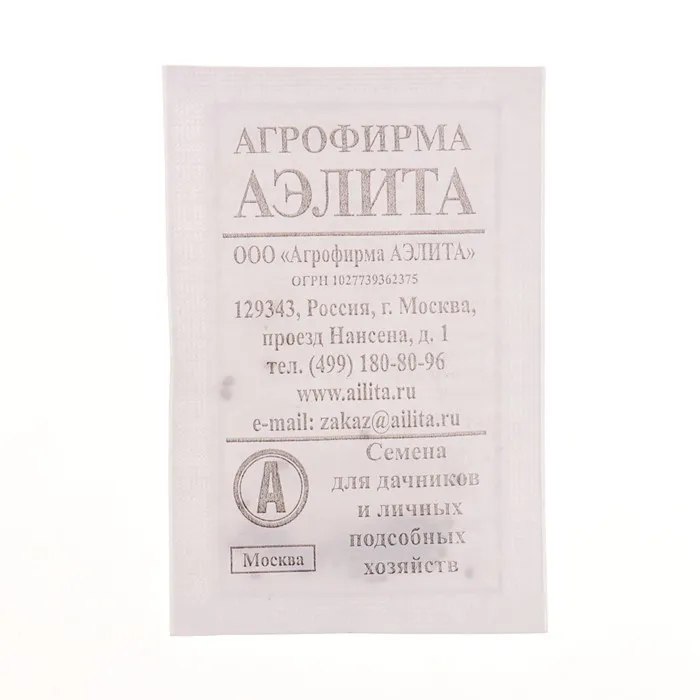 АГРОФИРМА
АЭЛИТА
ООО «Агрофирма АЭЛИТА»
ОГРН 1027739362375
129343, Россия, г. Москва,
проезд Нансена, д. 1
тел. (499) 180-80-96
www.ailita.ru
e-mail: zakaz@ailita.ru
А
Москва
Семена
для дачников
и личных
подсобных
хозяйств